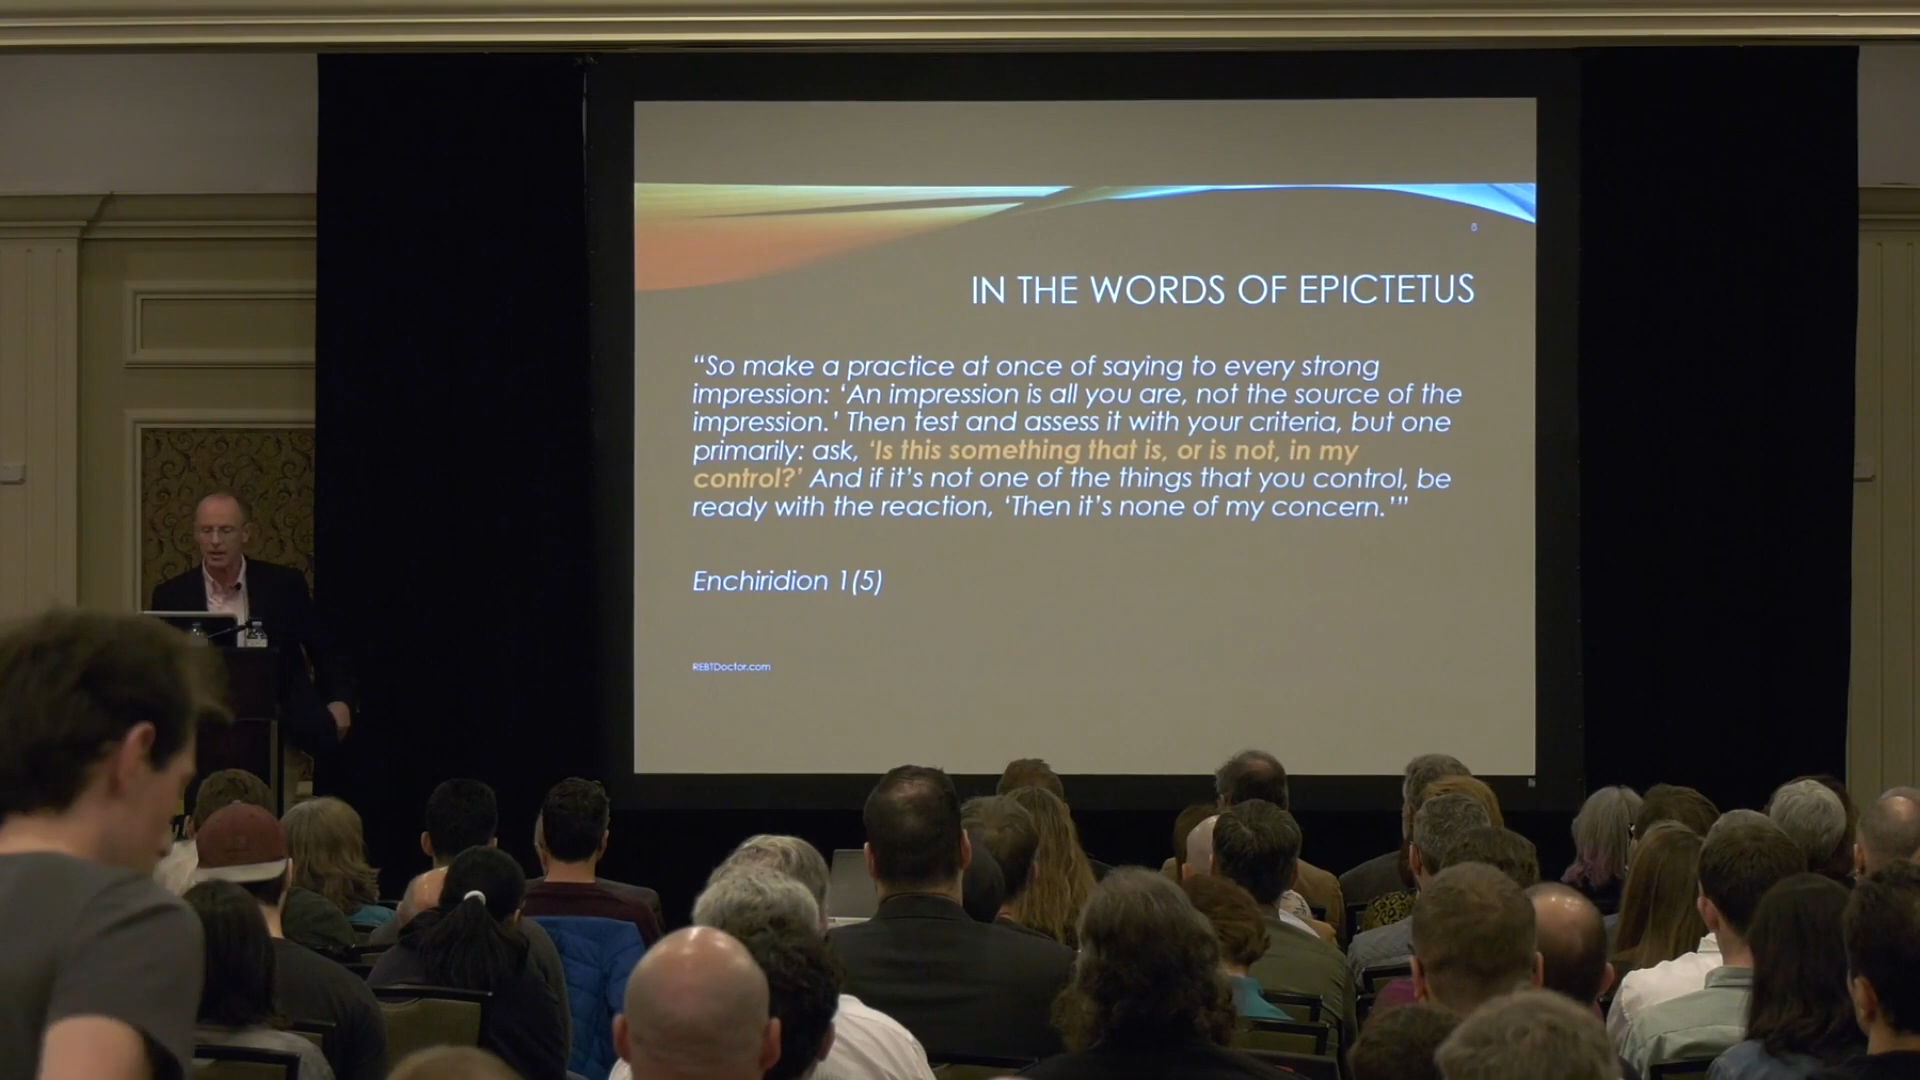 8
IN THE WORDS OF EPICTETUS
“So make a practice at once of saying to every strong
impression: ‘An impression is all you are, not the source of the
impression.’ Then test and assess it with your criteria, but one
primarily: ask, ‘Is this something that is, or is not, in my
control?’ And if it’s not one of the things that you control, be
ready with the reaction, ‘Then it’s none of my concern.’”
Enchiridion 1(5)
REBTDoctor.com